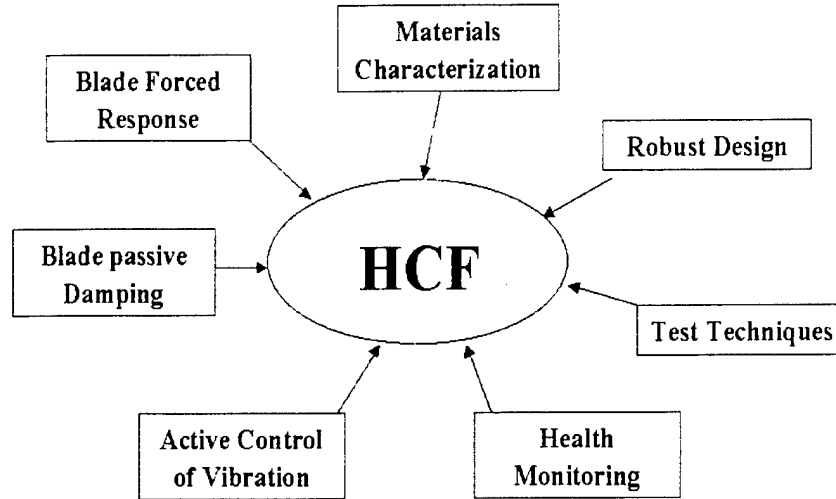 Materials
Characterization
Blade Forced
Response
Robust Design
HCF
Blade passive
Damping
Test Techniques
Active Control
of Vibration
Health
Monitoring